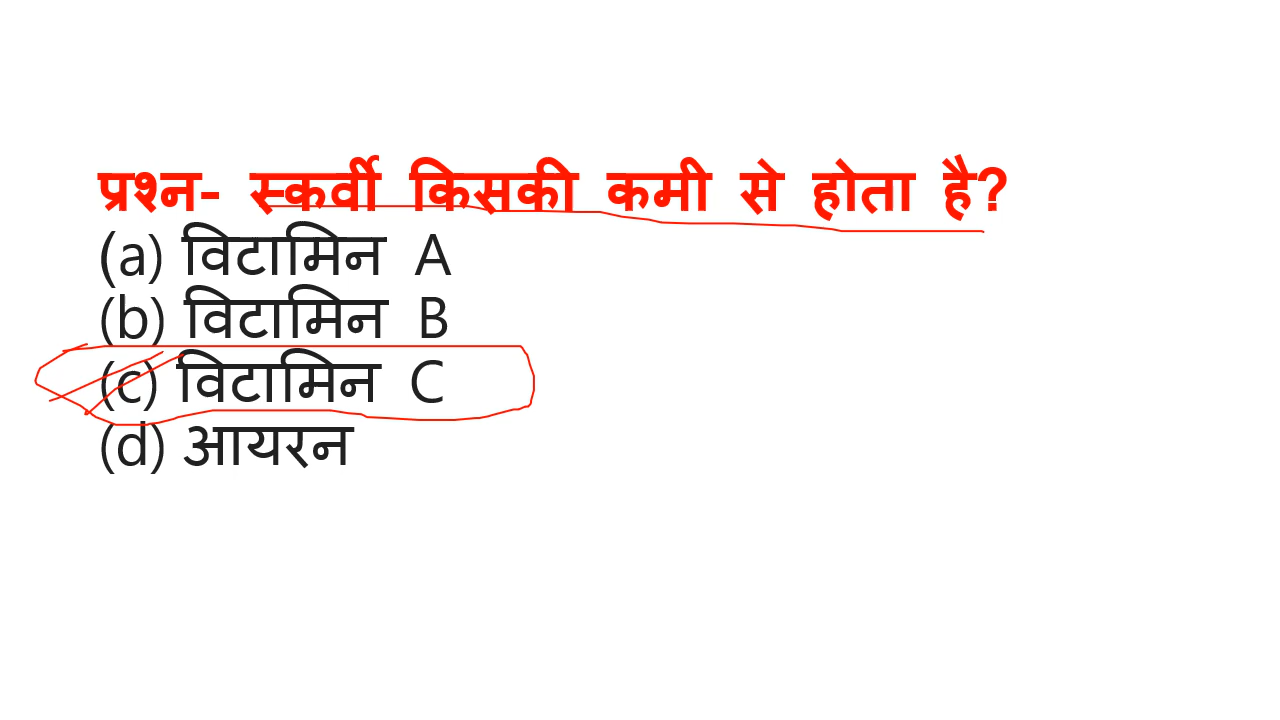 प्रश्न- स्कर्वी किसकी कमी से होता है?
(a) विटामिन A
(b) विटामिन B
(c) विटामिन C
(d) आयरन